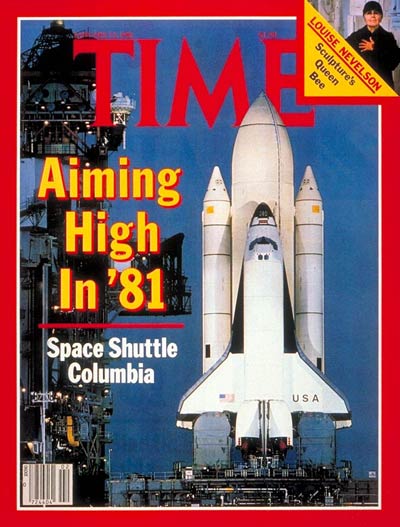 TIME
LOUISE NEVELSON
Sculpture's
Queen
Bee
Aiming
High
In '81
Space Shuttle
Columbia
USA